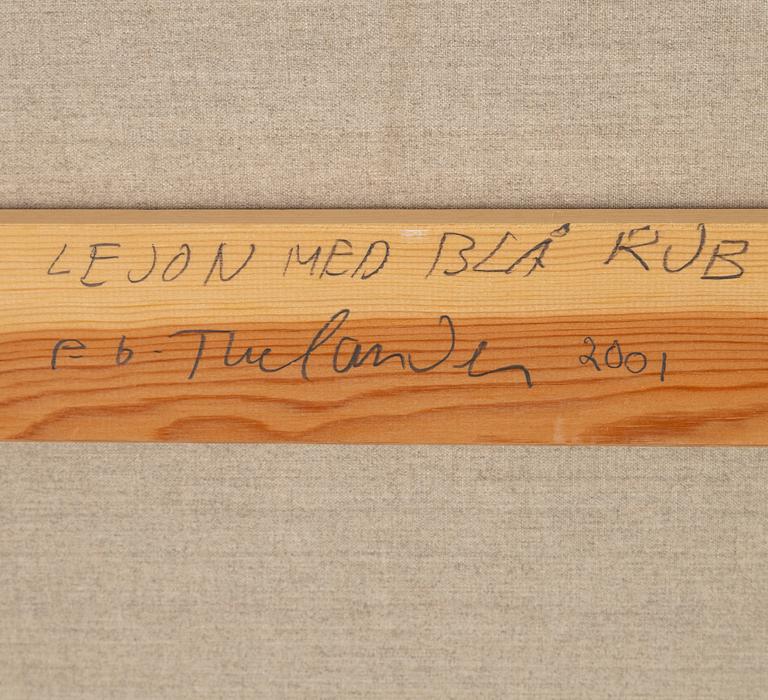 LEJON MED BLÅ KUB
P.G. Thelander 2001